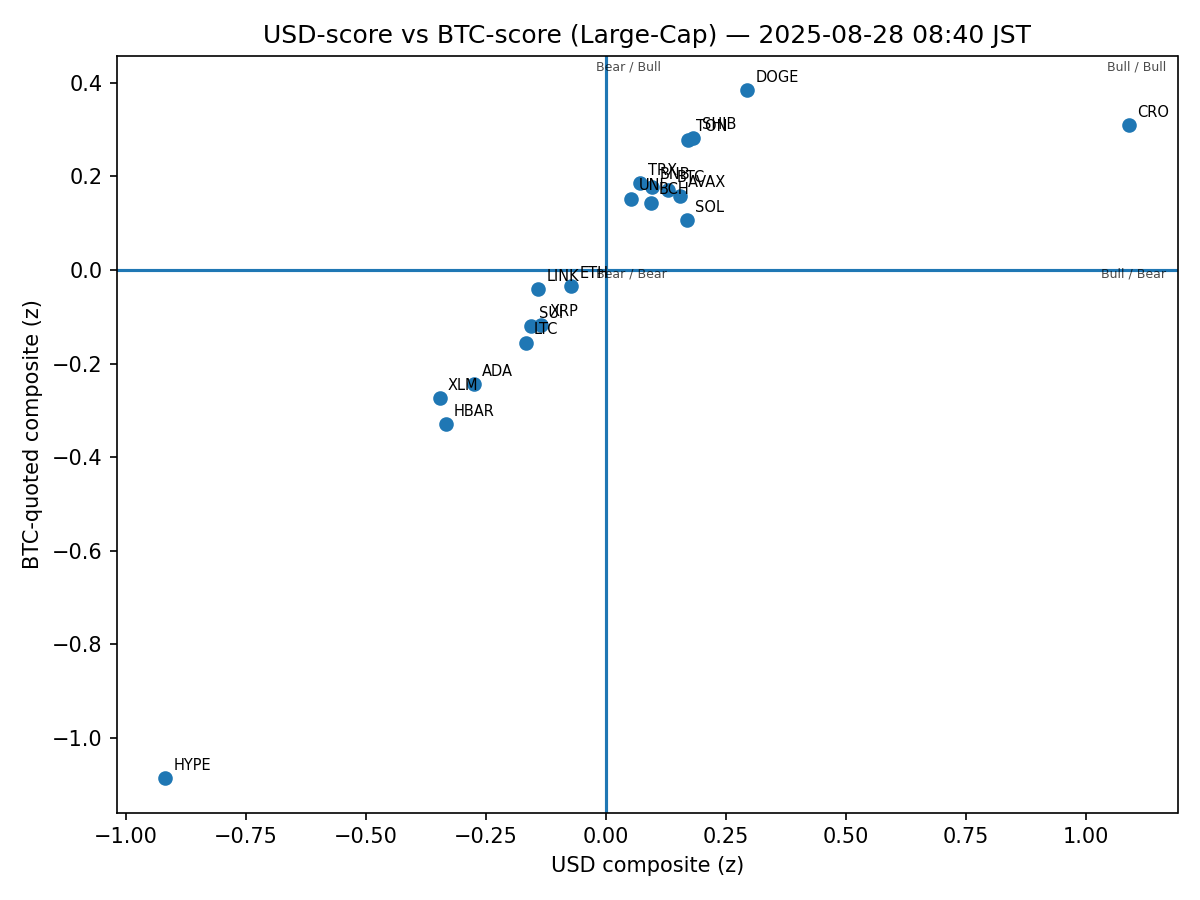 USD-score vs BTC-score (Large-Cap) — 2025-08-28 08:40 JST
Bear / Bull
Bull / Bull
DOGE
CRO
SHIB
TON
TRX
BNB
BTC
AVAX
UNI
BCH
SOL
LINK
ETH
Bear / Bear
Bull / Bear
SUI
XRP
LTC
ADA
XLM
HBAR
HYPE
0.4
0.2
0.0
−0.2
−0.4
−0.6
−0.8
−1.0
BTC-quoted composite (z)
−1.00
−0.75
−0.50
−0.25
0.00
0.25
0.50
0.75
1.00
USD composite (z)